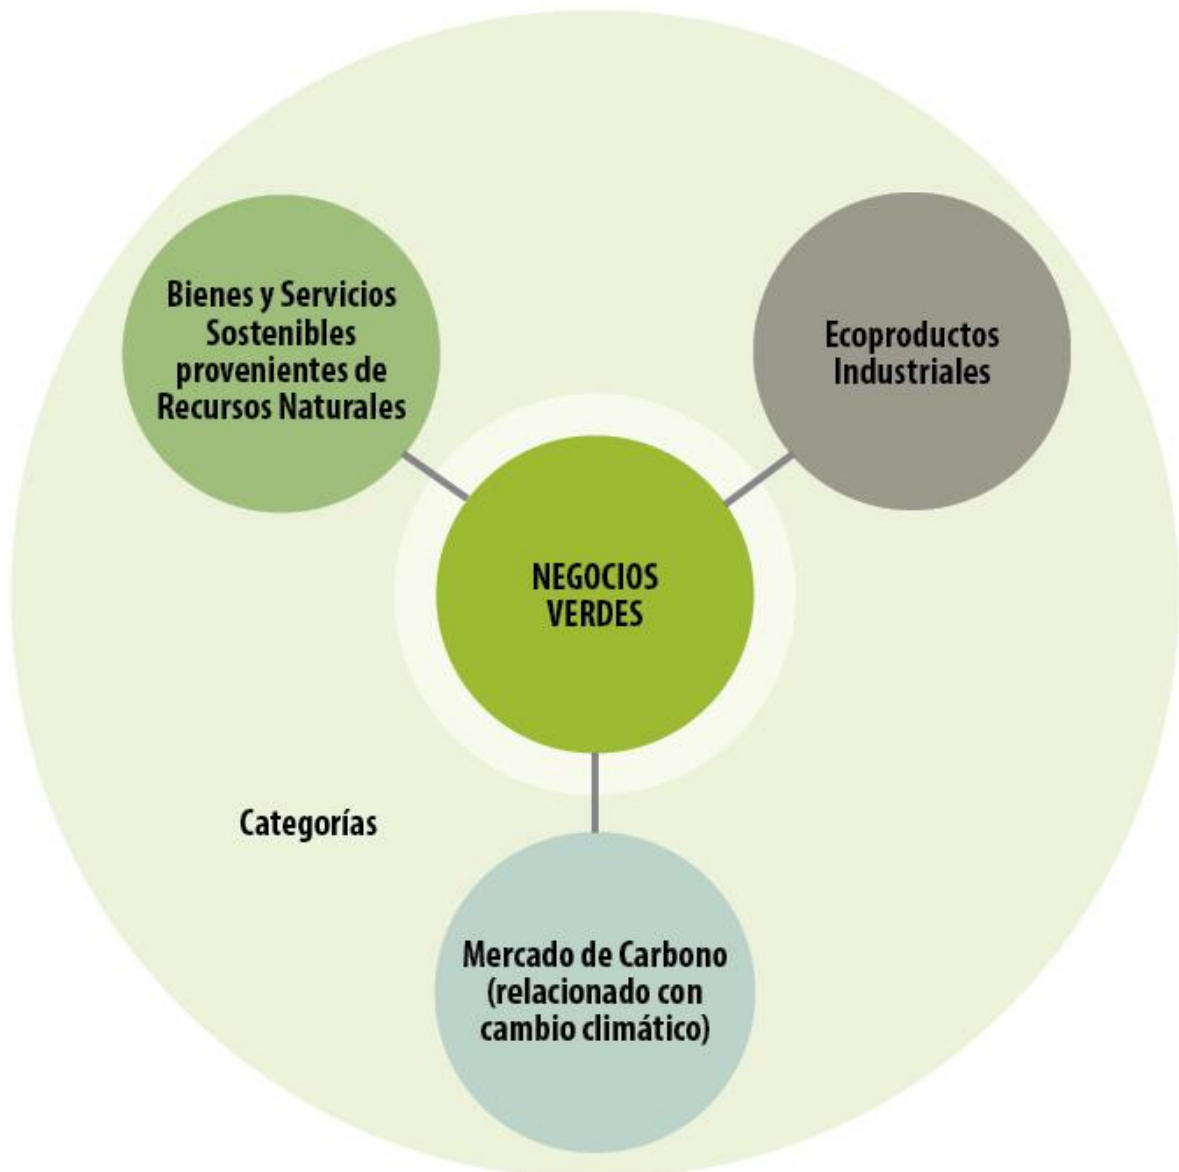 Bienes y Servicios
Sostenibles
provenientes de
Recursos Naturales
Ecoproductos
Industriales
NEGOCIOS
VERDES
Categorías
Mercado de Carbono
(relacionado con
cambio climático)